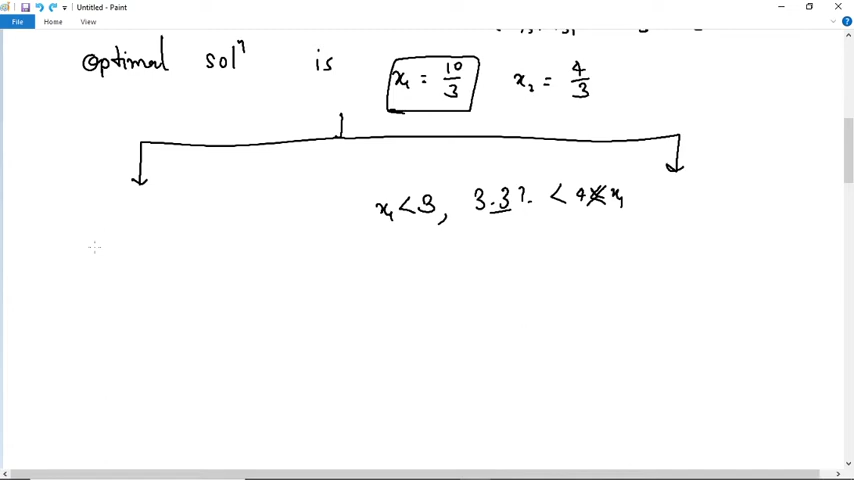 Untitled - Paint
File Home View
Optimal solⁿ is x₁ = 10/3 x₂ = 4/3
x₁ < 3, 3.3 < 4 x₁